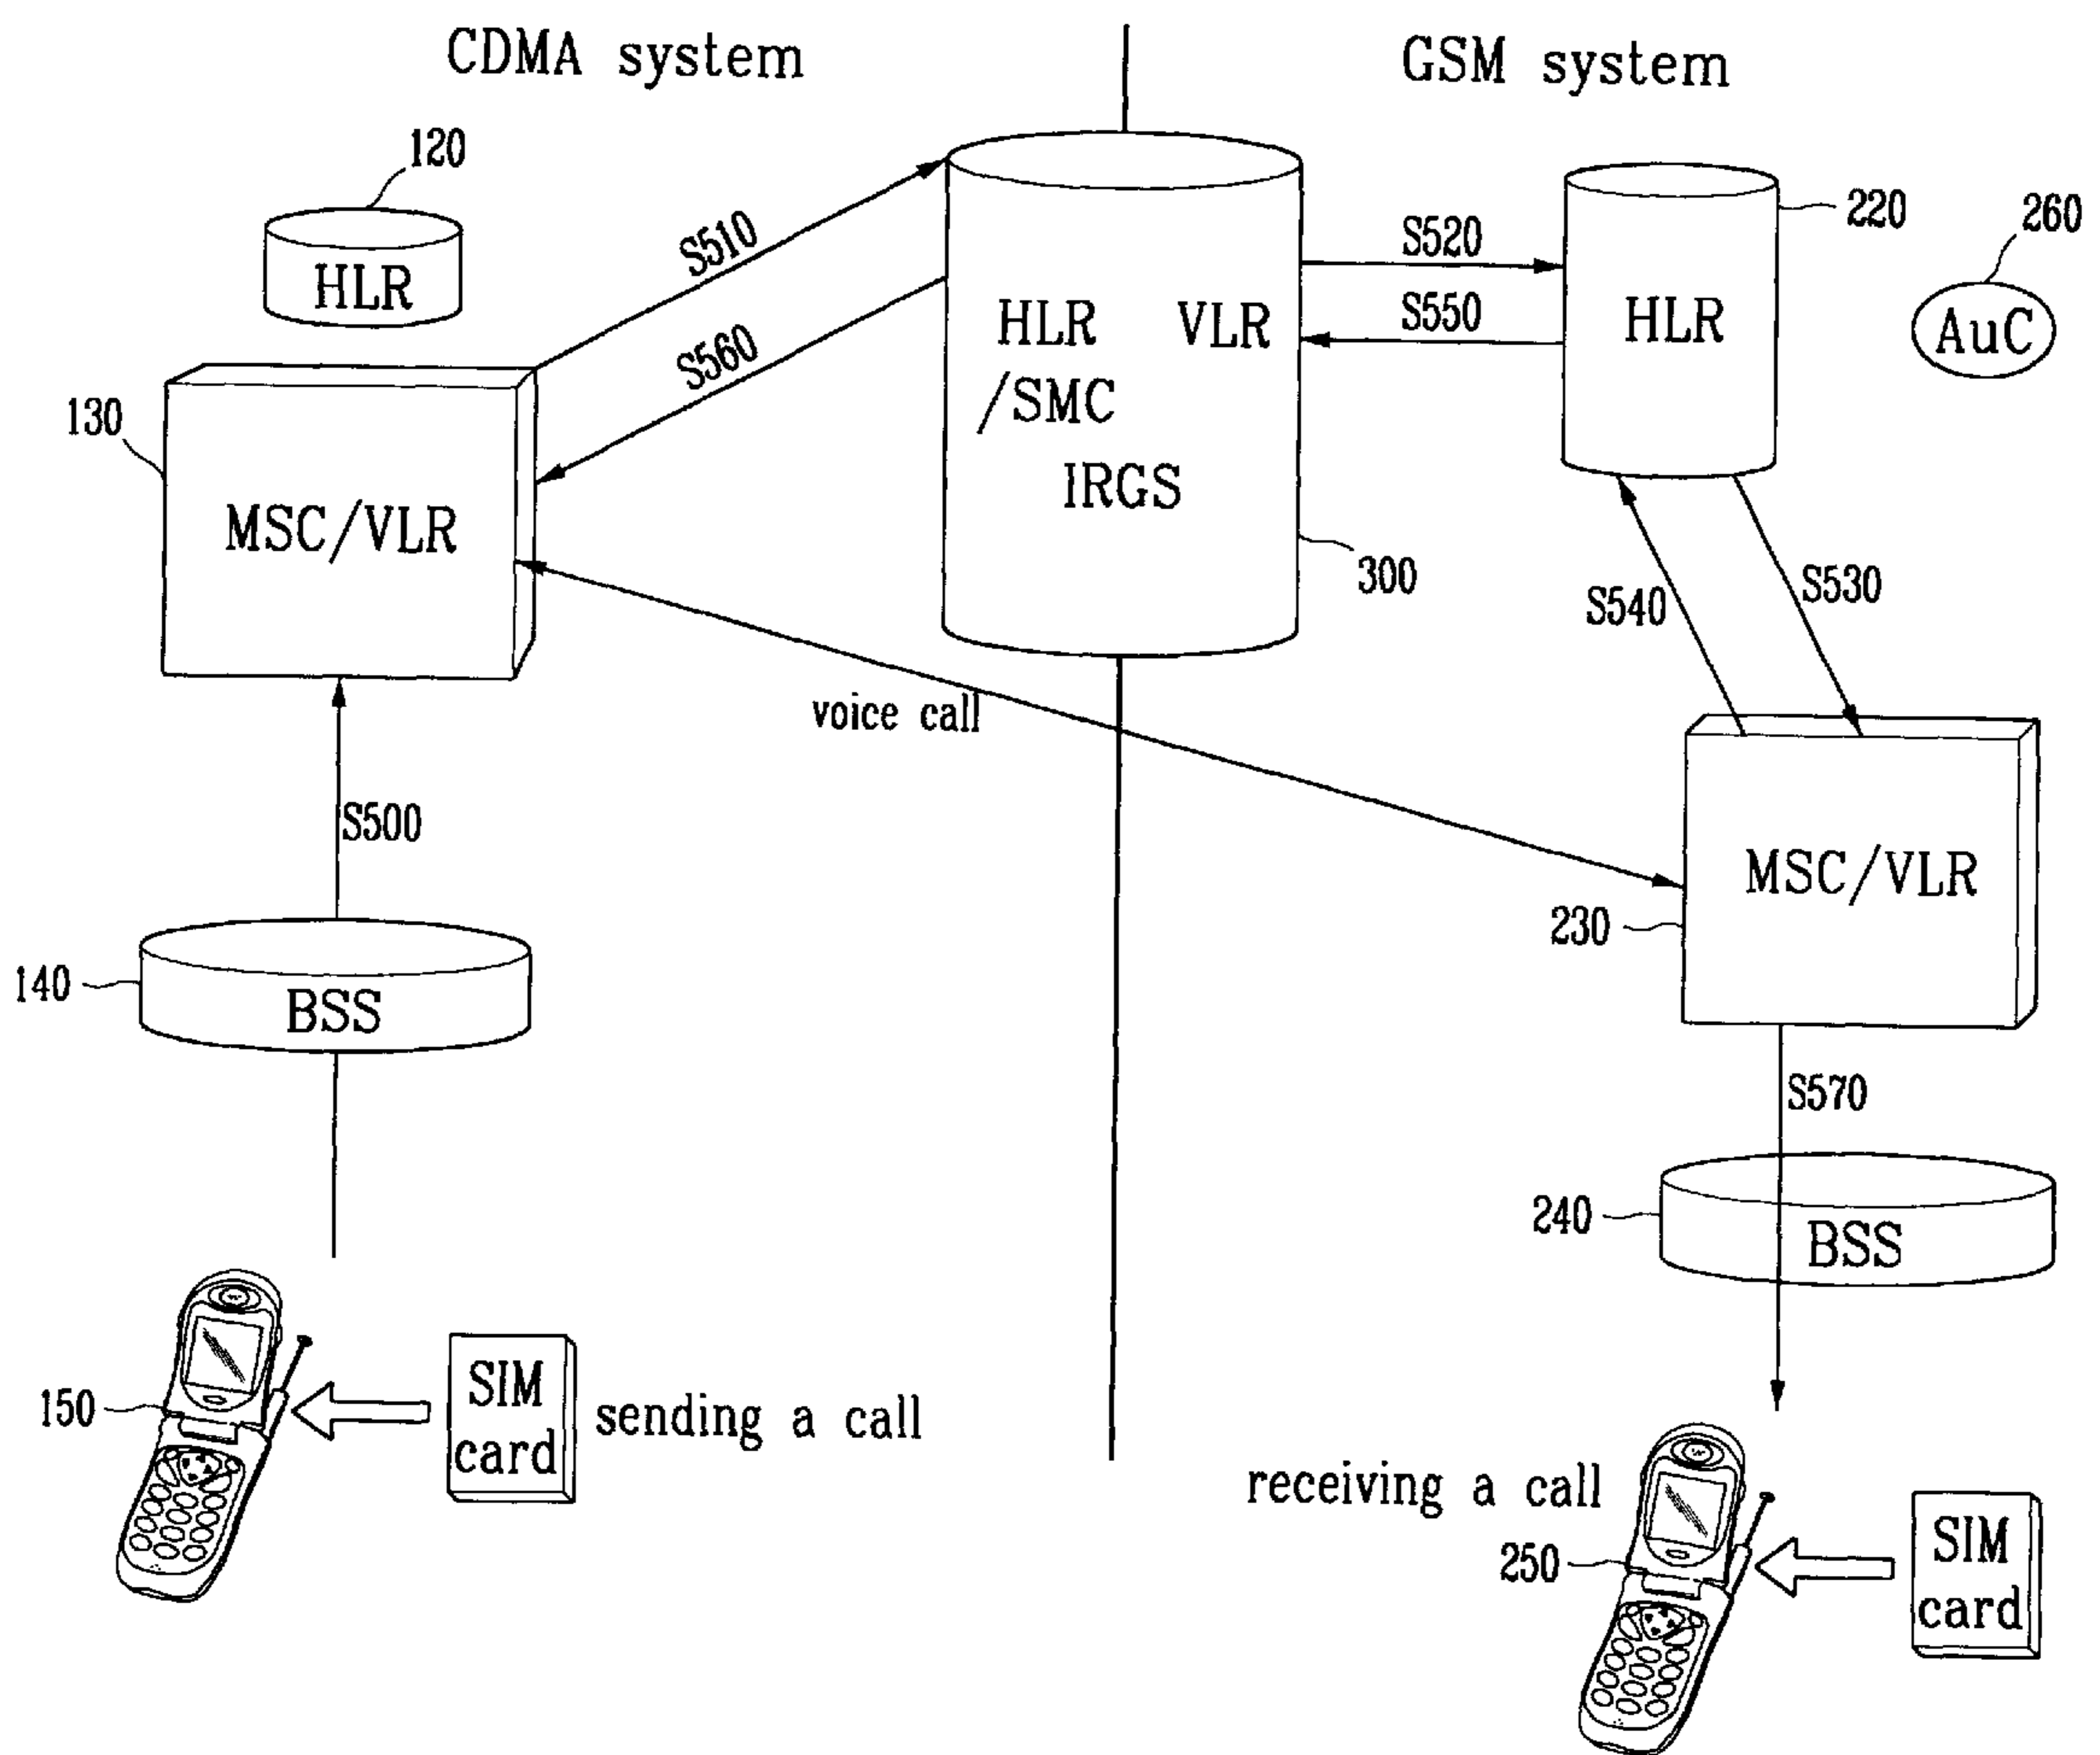 CDMA system
GSM system
120
HLR
S510
S560
HLR VLR
/SMC
IRGS
300
S520
S550
HLR
220
260
AuC
130
MSC/VLR
S540
S530
voice call
S500
MSC/VLR
230
140
BSS
S570
240
BSS
150
SIM
card
sending a call
receiving a call
250
SIM
card